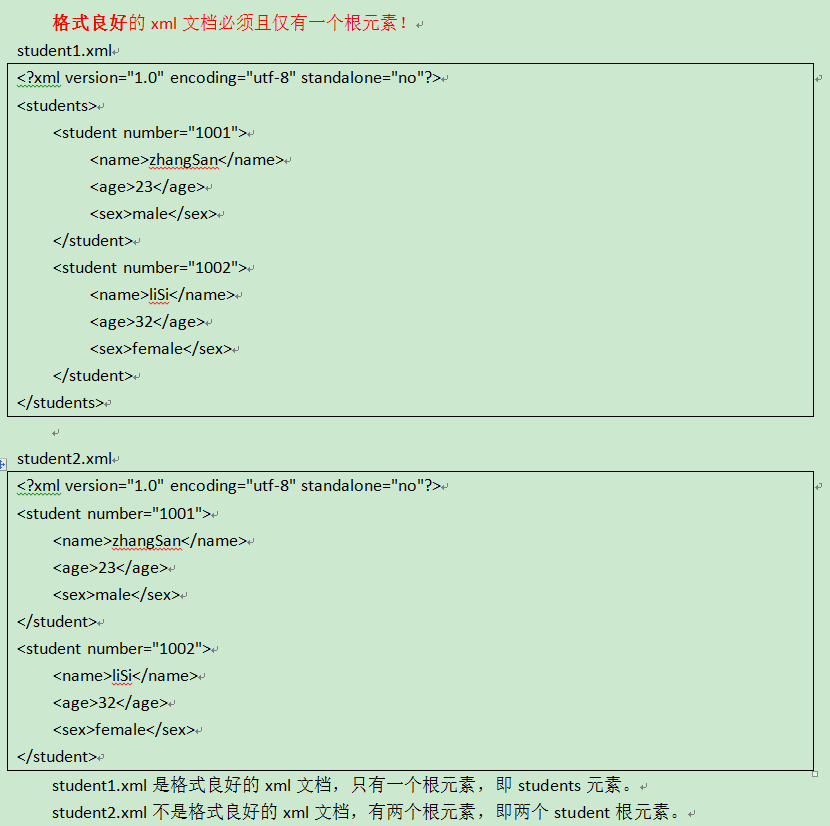 格式良好的 xml 文档必须且仅有一个根元素！
student1.xml
<?xml version="1.0" encoding="utf-8" standalone="no"?>
<students>
<student number="1001">
<name>zhangSan</name>
<age>23</age>
<sex>male</sex>
</student>
<student number="1002">
<name>liSi</name>
<age>32</age>
<sex>female</sex>
</student>
</students>
student2.xml
<?xml version="1.0" encoding="utf-8" standalone="no"?>
<student number="1001">
<name>zhangSan</name>
<age>23</age>
<sex>male</sex>
</student>
<student number="1002">
<name>liSi</name>
<age>32</age>
<sex>female</sex>
</student>
student1.xml 是格式良好的 xml 文档，只有一个根元素，即 students 元素。
student2.xml 不是格式良好的 xml 文档，有两个根元素，即两个 student 根元素。